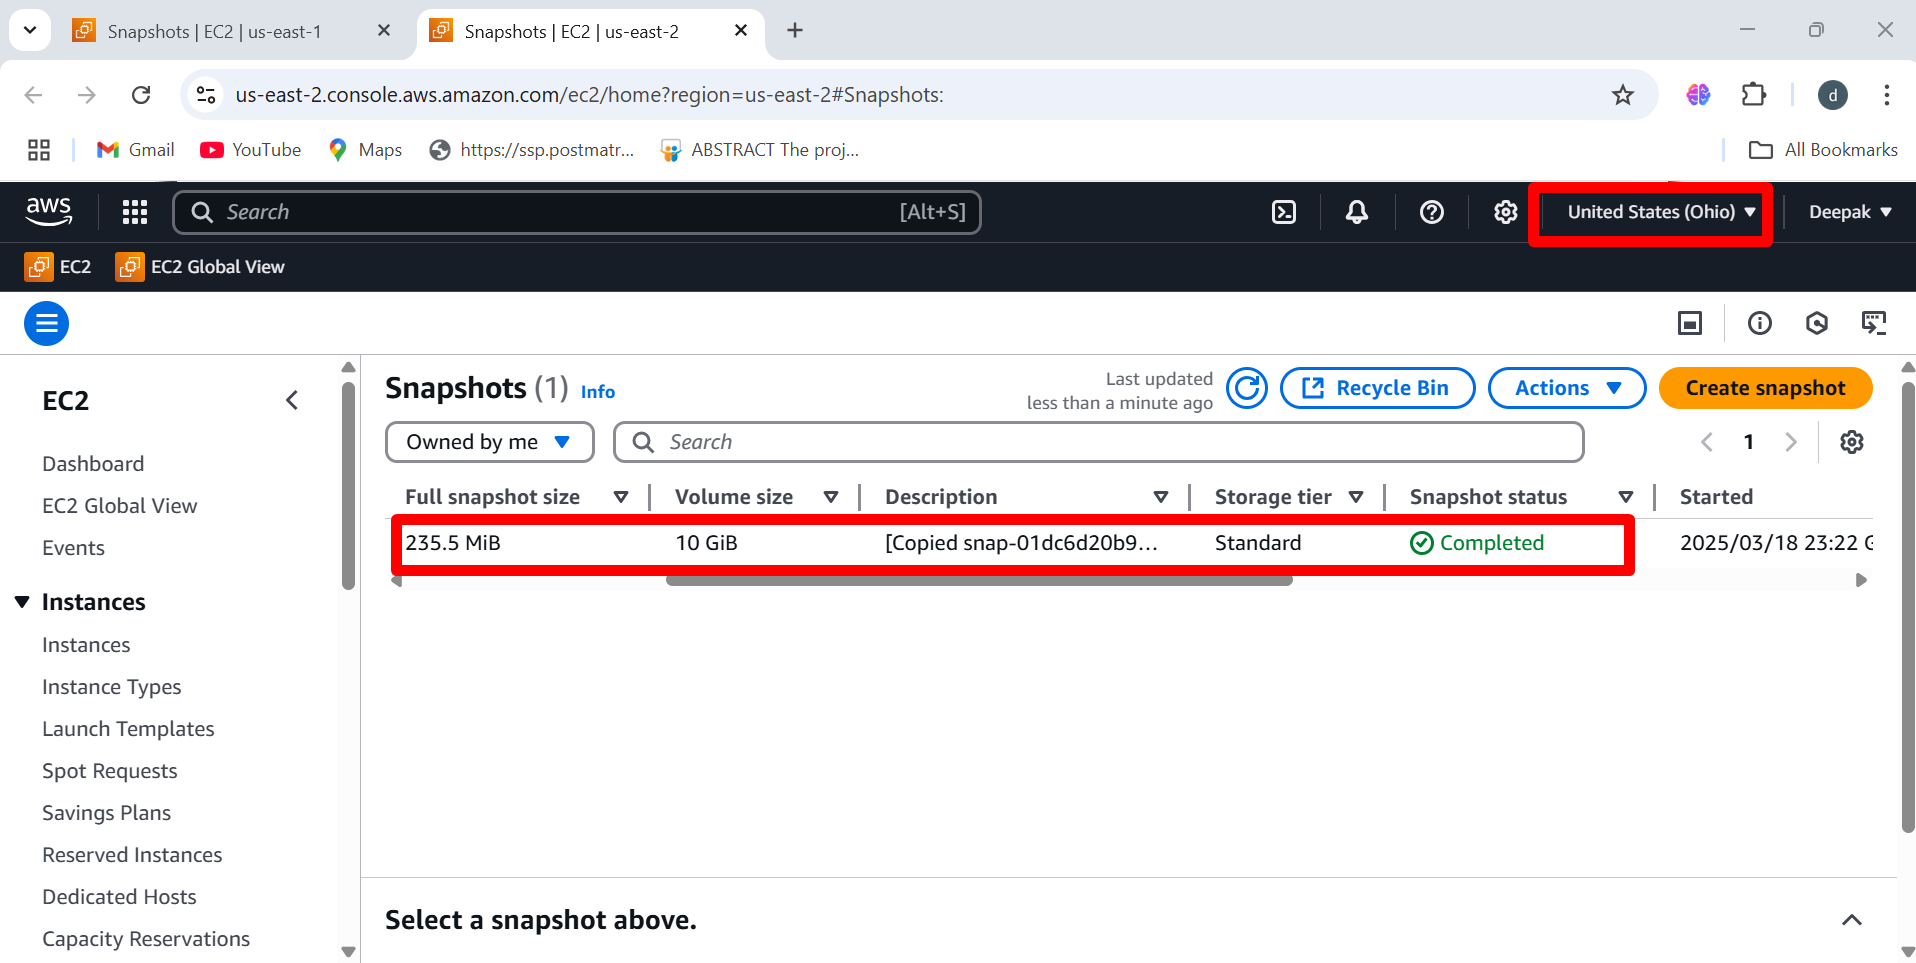 Snapshots | EC2 | us-east-1
Snapshots | EC2 | us-east-2
us-east-2.console.aws.amazon.com/ec2/home?region=us-east-2#Snapshots:
d
Gmail
YouTube
Maps
https://ssp.postmatr...
ABSTRACT The proj...
All Bookmarks
aws
Search
[Alt+S]
United States (Ohio)
Deepak
EC2
EC2 Global View
EC2
Dashboard
EC2 Global View
Events
Instances
Instances
Instance Types
Launch Templates
Spot Requests
Savings Plans
Reserved Instances
Dedicated Hosts
Capacity Reservations
Snapshots (1) Info
Last updated
less than a minute ago
Recycle Bin
Actions
Create snapshot
Owned by me
Search
1
Full snapshot size Volume size Description Storage tier Snapshot status Started
235.5 MiB 10 GiB [Copied snap-01dc6d20b9... Standard Completed 2025/03/18 23:22 G
Select a snapshot above.